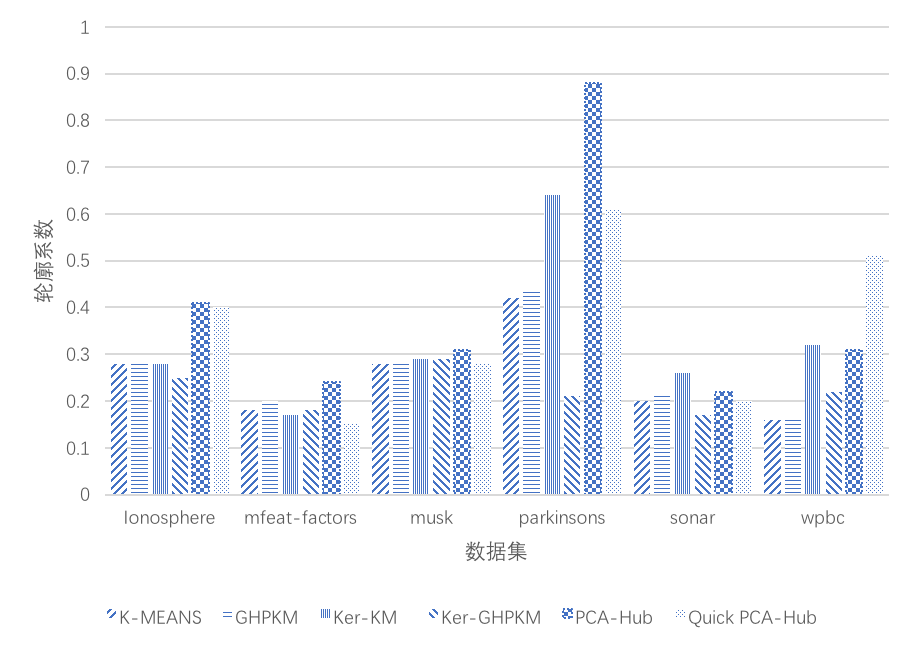 1
0.9
0.8
0.7
0.6
0.5
0.4
0.3
0.2
0.1
0
轮廓系数
Ionosphere mfeat-factors musk parkinsons sonar wpbc
数据集
K-MEANS GHPKM Ker-KM Ker-GHPKM PCA-Hub Quick PCA-Hub